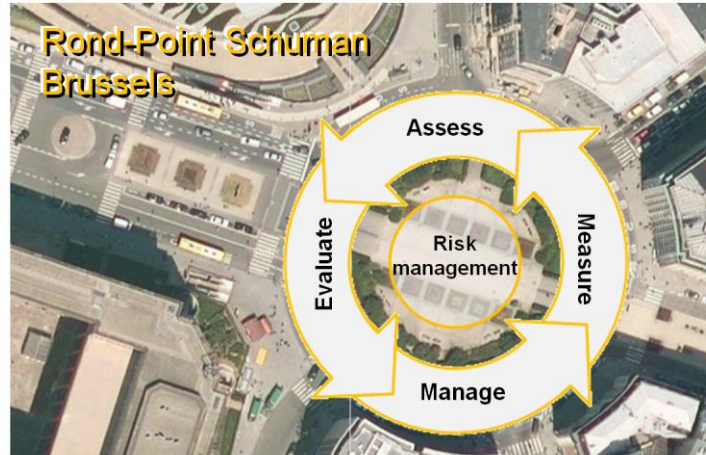 Rond-Point Schuman
Brussels
Assess
Measure
Risk
management
Evaluate
Manage